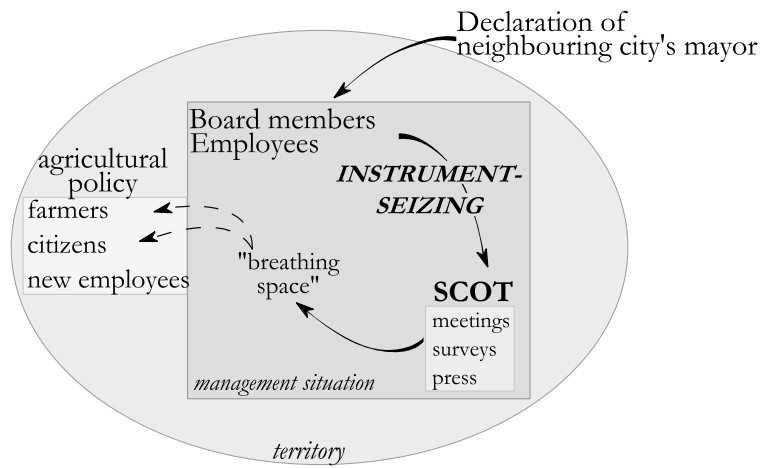 Declaration of
neighbouring city's mayor
Board members
Employees
INSTRUMENT-
SEIZING
agricultural
policy
farmers
citizens
new employees
"breathing
space"
SCOT
meetings
surveys
press
management situation
territory